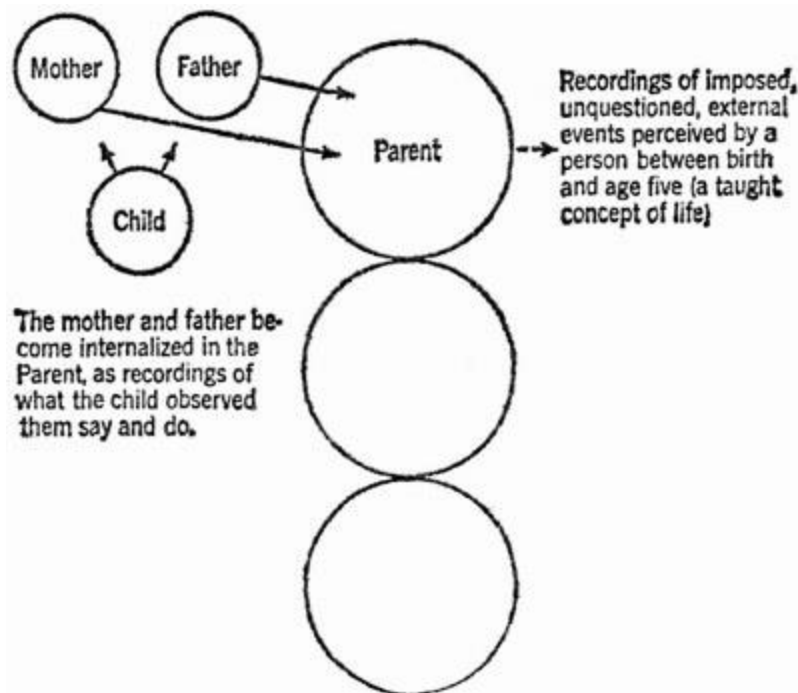 Mother
Father
Child
Parent
Recordings of imposed,
unquestioned, external
events perceived by a
person between birth
and age five (a taught
concept of life)
The mother and father be-
come internalized in the
Parent, as recordings of
what the child observed
them say and do.